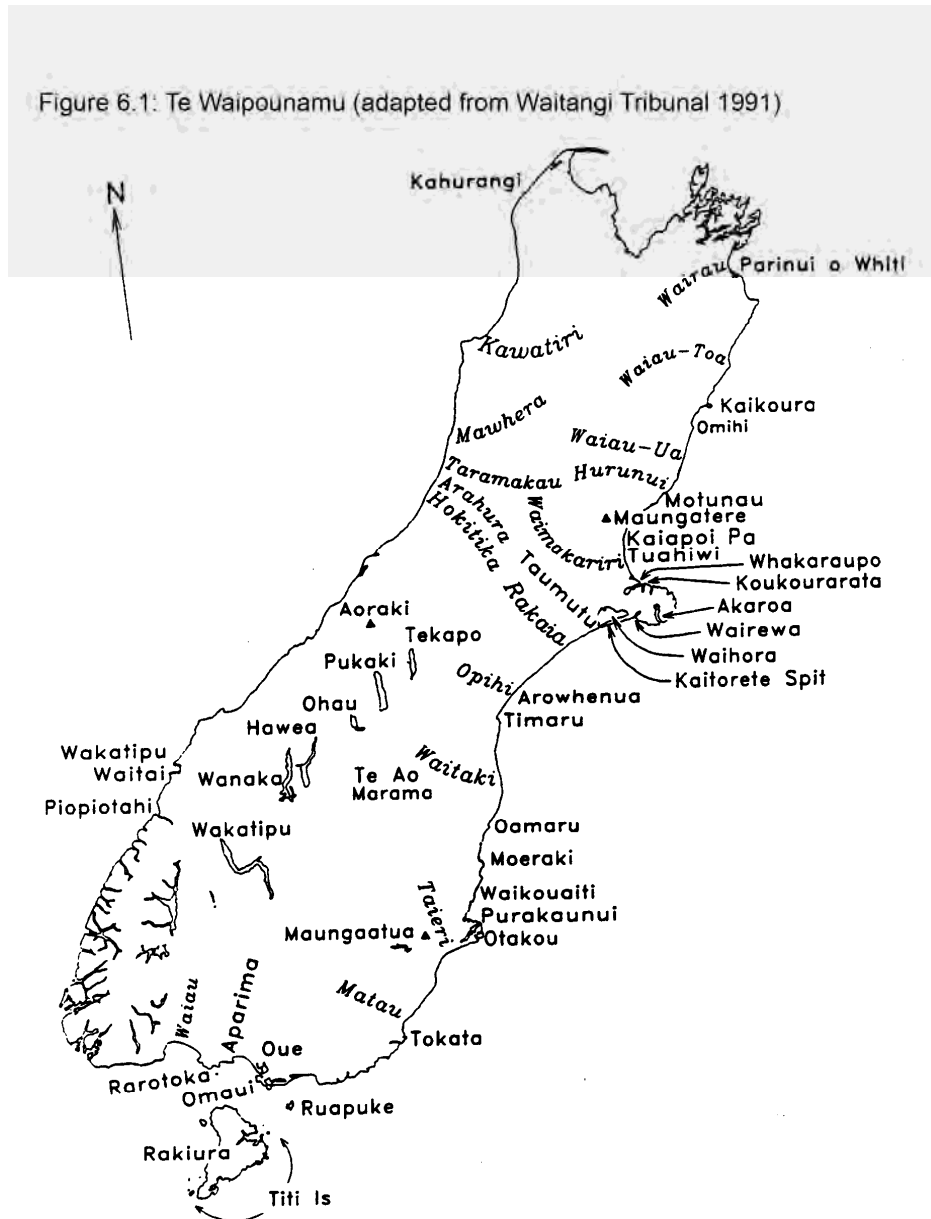 Figure 6.1: Te Waipounamu (adapted from Waitangi Tribunal 1991)
N
Kahurangi
Parinui o Whiti
Wairau
Kawatiri
Waiau-Toa
Kaikoura
Omihi
Mawhera
Waiau-Ua
Taramakau
Hurunui
Arahura
Hokitika
Motunau
Maungatere
Waimakariri
Kaiapoi Pa
Tuahiwi
Whakaraupo
Koukourarata
Taumutu
Rakaia
Akaroa
Wairewa
Waihora
Kaitorete Spit
Aoraki
Tekapo
Pukaki
Opihi
Arowhenua
Ohau
Timaru
Hawea
Wakatipu
Waitai
Wanaka
Te Ao
Marama
Waitaki
Piopiotahi
Wakatipu
Oamaru
Moeraki
Taieri
Waikouaiti
Purakaunui
Otakou
Maungaatua
Waiau
Aparima
Matau
Tokata
Oue
Rarotoka
Omaui
Ruapuke
Rakiura
Titi Is